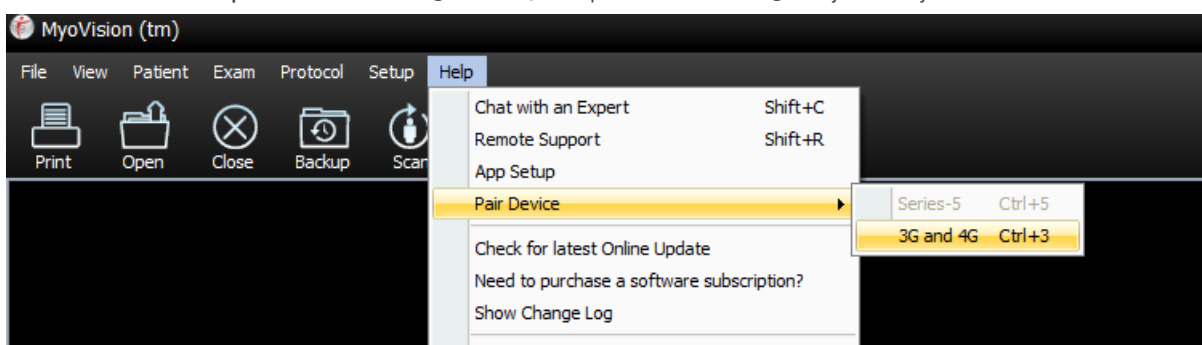 MyoVision (tm)
File View Patient Exam Protocol Setup Help
Print Open Close Backup Scan
Chat with an Expert Shift+C
Remote Support Shift+R
App Setup
Pair Device
Series-5 Ctrl+5
3G and 4G Ctrl+3
Check for latest Online Update
Need to purchase a software subscription?
Show Change Log